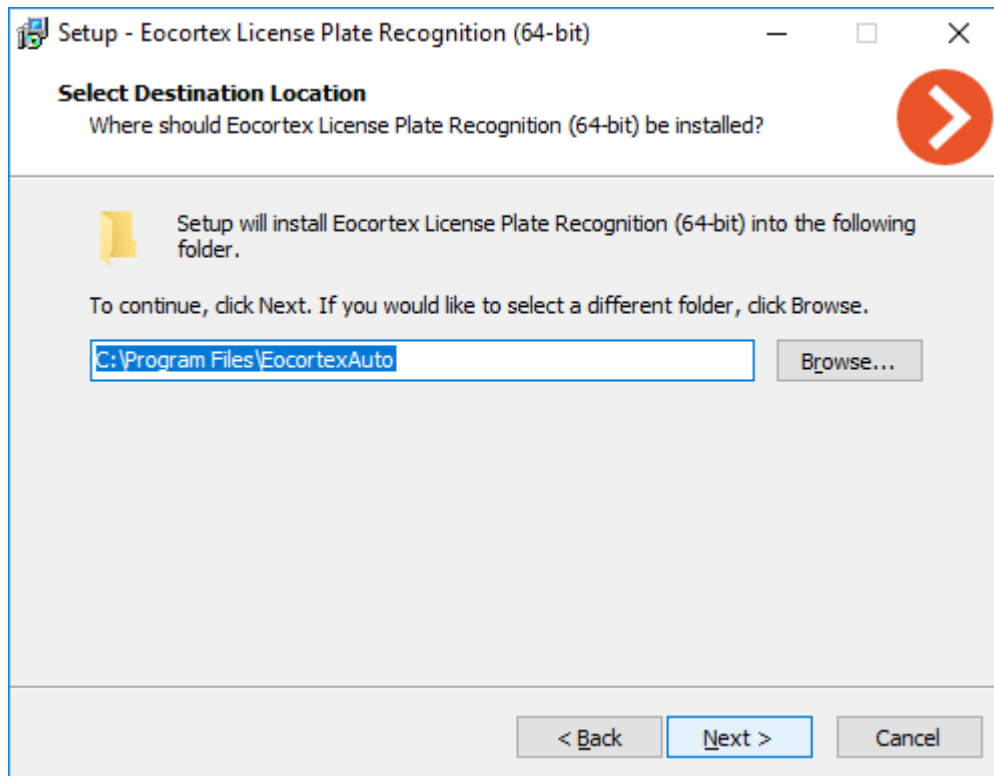 Setup - Eocortex License Plate Recognition (64-bit)
Select Destination Location
Where should Eocortex License Plate Recognition (64-bit) be installed?
Setup will install Eocortex License Plate Recognition (64-bit) into the following
folder.
To continue, click Next. If you would like to select a different folder, click Browse.
C:\Program Files\EocortexAuto
Browse...
< Back
Next >
Cancel